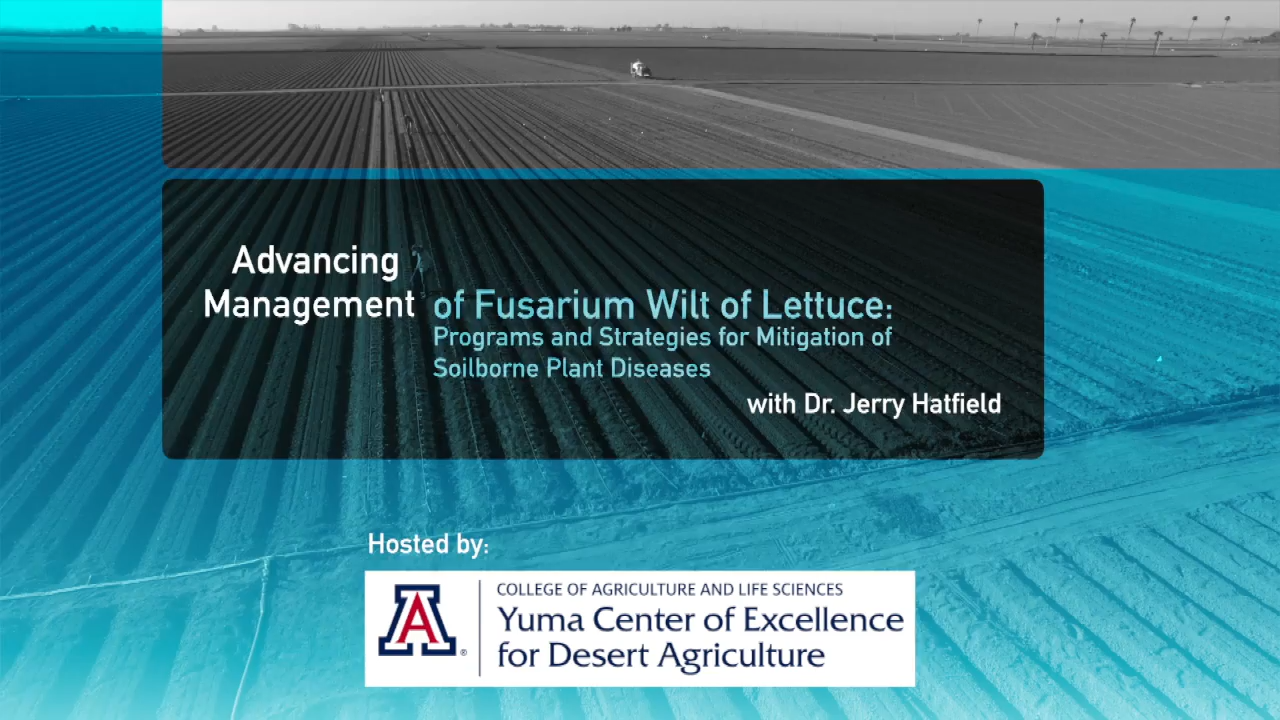 Advancing
Management of Fusarium Wilt of Lettuce:
Programs and Strategies for Mitigation of
Soilborne Plant Diseases
with Dr. Jerry Hatfield
Hosted by:
A ®
COLLEGE OF AGRICULTURE AND LIFE SCIENCES
Yuma Center of Excellence
for Desert Agriculture